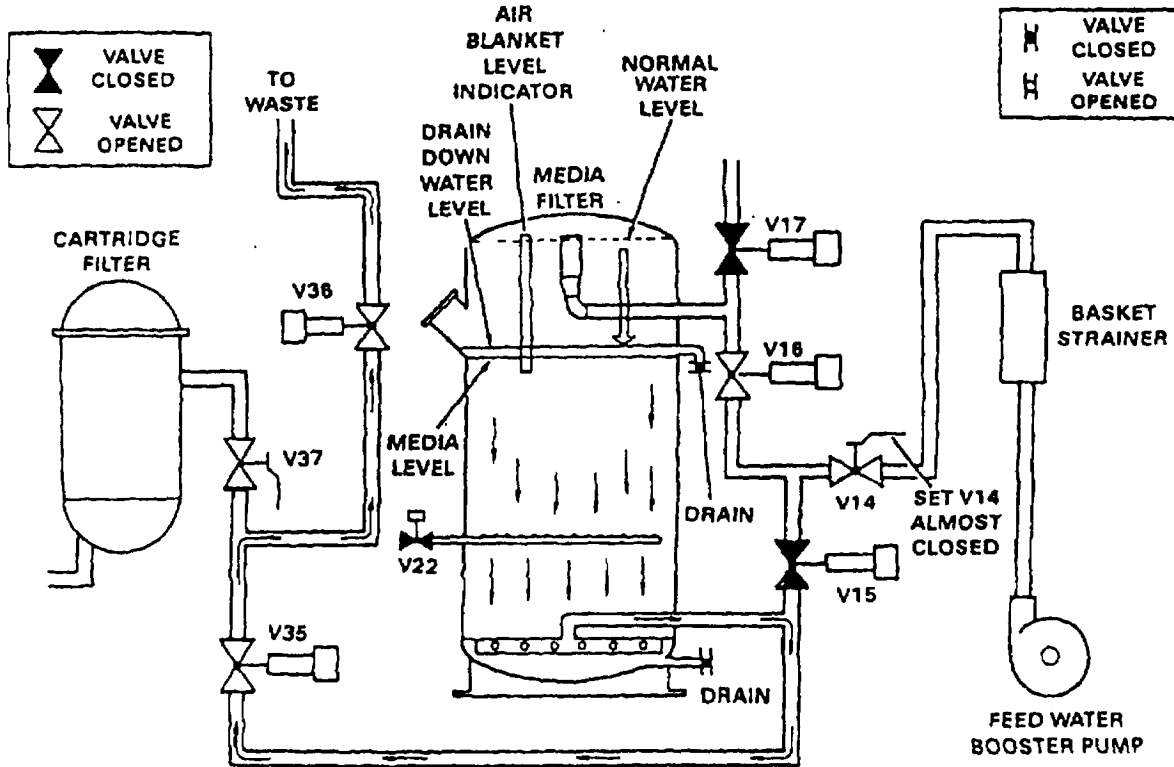 VALVE
CLOSED
VALVE
OPENED
TO
WASTE
AIR
BLANKET
LEVEL
INDICATOR
NORMAL
WATER
LEVEL
VALVE
CLOSED
VALVE
OPENED
DRAIN
DOWN
WATER
LEVEL
MEDIA
FILTER
CARTRIDGE
FILTER
V36
V17
BASKET
STRAINER
V16
V37
MEDIA
LEVEL
DRAIN
V14
SET V14
ALMOST
CLOSED
V22
V15
V35
DRAIN
FEED WATER
BOOSTER PUMP